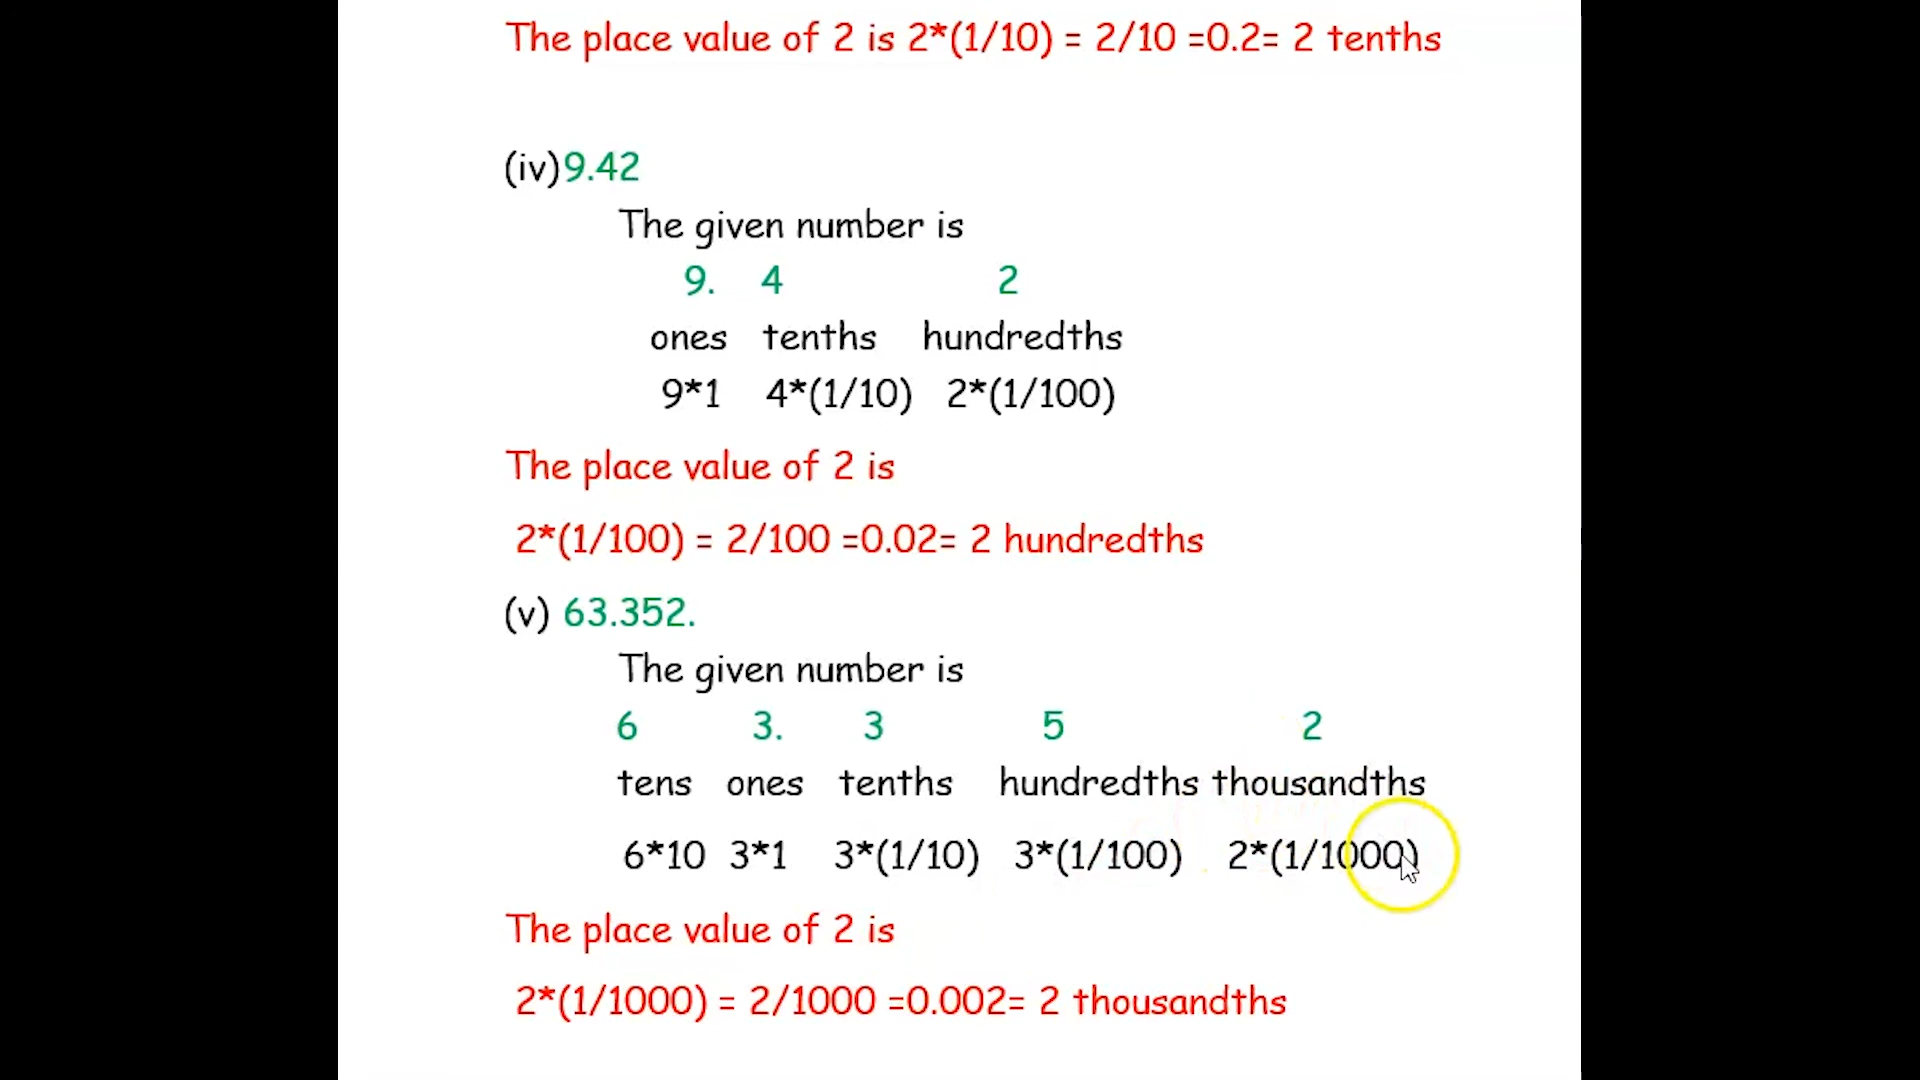 The place value of 2 is 2*(1/10) = 2/10 =0.2= 2 tenths
(iv)9.42
The given number is
9. 4 2
ones tenths hundredths
9*1 4*(1/10) 2*(1/100)
The place value of 2 is
2*(1/100) = 2/100 =0.02= 2 hundredths
(v) 63.352.
The given number is
6 3. 3 5 2
tens ones tenths hundredths thousandths
6*10 3*1 3*(1/10) 3*(1/100) 2*(1/1000)
The place value of 2 is
2*(1/1000) = 2/1000 =0.002= 2 thousandths